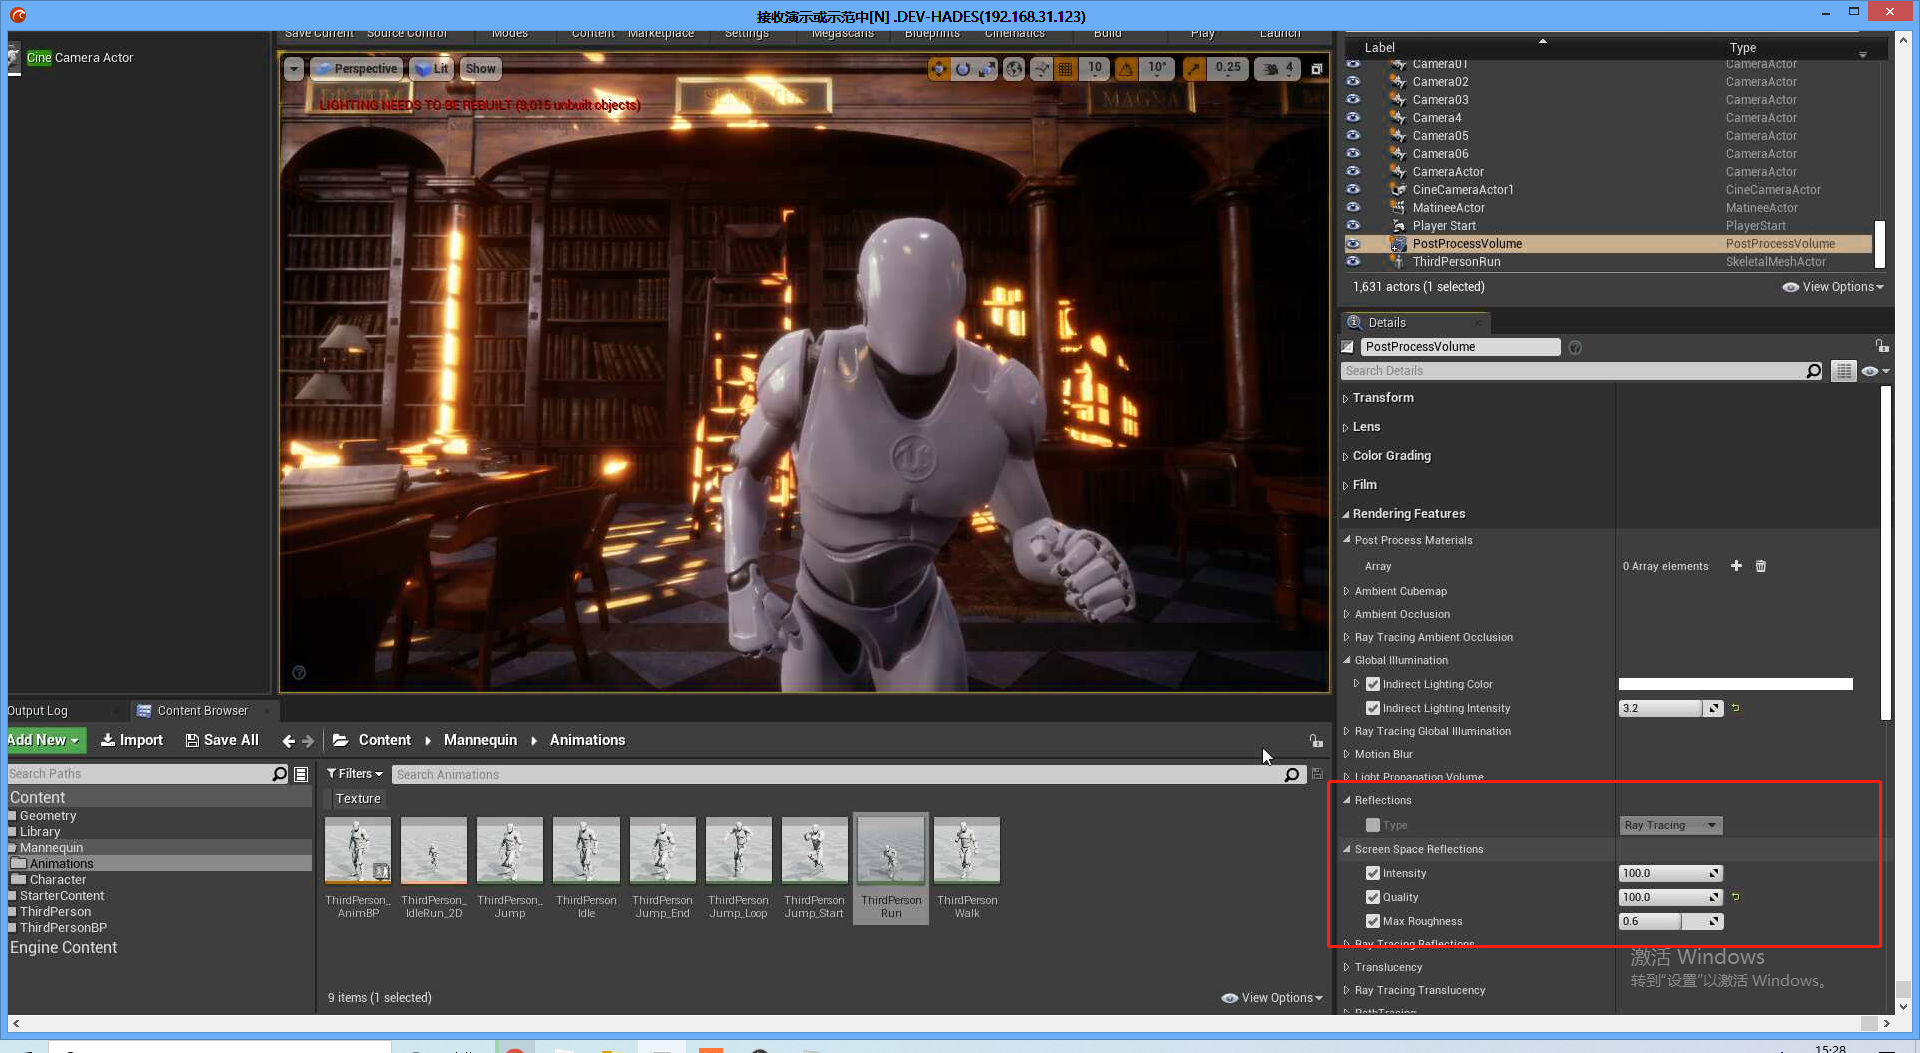 接收演示或示范中[N] .DEV-HADES(192.168.31.123)
Cine Camera Actor
Save Current
Source Control
Modes
Content
Marketplace
Settings
Megascans
Blueprints
Cinematics
Build
Play
Launch
Perspective
Lit
Show
10
10°
0.25
4
LIGHTING NEEDS TO BE REBUILT (9,015 unbuilt objects)
MAGNA
Label
Type
Camera01
CameraActor
Camera02
CameraActor
Camera03
CameraActor
Camera4
CameraActor
Camera05
CameraActor
Camera06
CameraActor
CameraActor
CameraActor
CineCameraActor1
CineCameraActor
MatineeActor
MatineeActor
Player Start
PlayerStart
PostProcessVolume
PostProcessVolume
ThirdPersonRun
SkeletalMeshActor
1,631 actors (1 selected)
View Options
Details
PostProcessVolume
Search Details
Transform
Lens
Color Grading
Film
Rendering Features
Post Process Materials
Array
0 Array elements
Ambient Cubemap
Ambient Occlusion
Ray Tracing Ambient Occlusion
Global Illumination
Indirect Lighting Color
Indirect Lighting Intensity
3.2
Ray Tracing Global Illumination
Motion Blur
Light Propagation Volume
Reflections
Type
Ray Tracing
Screen Space Reflections
Intensity
100.0
Quality
100.0
Max Roughness
0.6
Ray Tracing Reflections
Translucency
Ray Tracing Translucency
PathTracing
激活 Windows
转到"设置"以激活 Windows。
Output Log
Content Browser
Add New
Import
Save All
Content
Mannequin
Animations
Search Paths
Filters
Search Animations
Texture
Content
Geometry
Library
Mannequin
Animations
Character
StarterContent
ThirdPerson
ThirdPersonBP
Engine Content
ThirdPerson_
AnimBP
ThirdPerson_
IdleRun_2D
ThirdPerson_
Jump
ThirdPerson
Idle
ThirdPerson
Jump_End
ThirdPerson
Jump_Loop
ThirdPerson
Jump_Start
ThirdPerson
Run
ThirdPerson
Walk
9 items (1 selected)
View Options
15:28